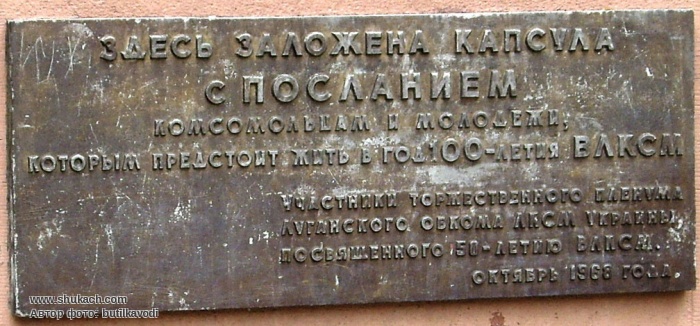 ЗДЕСЬ ЗАЛОЖЕНА КАПСУЛА
С ПОСЛАНИЕМ
КОМСОМОЛЬЦАМ И МОЛОДЕЖИ,
КОТОРЫМ ПРЕДСТОИТ ЖИТЬ В ГОД 100-ЛЕТИЯ ВЛКСМ
УЧАСТНИКИ ТОРЖЕСТВЕННОГО ПЛЕНУМА
ЛУГАНСКОГО ОБКОМА ЛКСМ УКРАИНЫ,
ПОСВЯЩЕННОГО 50-ЛЕТИЮ ВЛКСМ.
ОКТЯБРЬ 1968 ГОДА.
www.shukach.com
Автор фото: butilkavodi